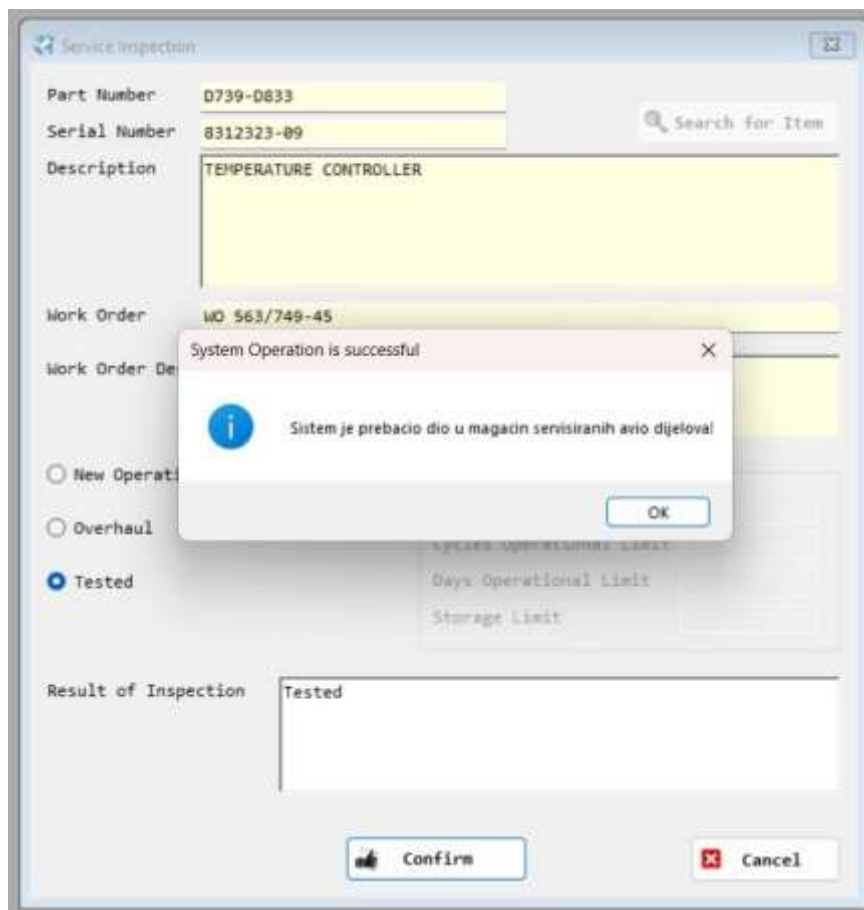 Service Inspection
Part Number D739-D833
Serial Number 8312323-09
Search for Item
Description TEMPERATURE CONTROLLER
Work Order WO 563/749-45
System Operation is successful
Work Order De
Sistem je prebacio dio u magacin servisiranih avio dijelova!
New Operati
OK
Overhaul
Cycles Operational Limit
Tested
Days Operational Limit
Storage Limit
Result of Inspection Tested
Confirm Cancel